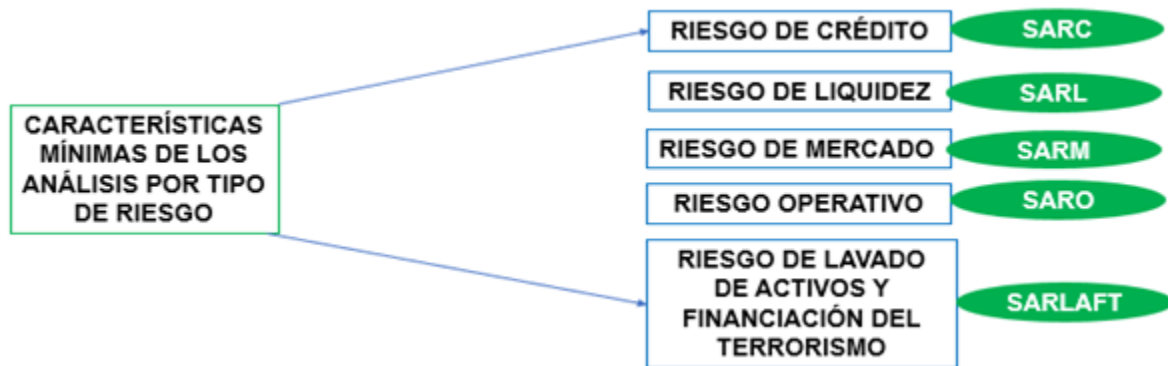 CARACTERÍSTICAS
MÍNIMAS DE LOS
ANÁLISIS POR TIPO
DE RIESGO
RIESGO DE CRÉDITO
SARC
RIESGO DE LIQUIDEZ
SARL
RIESGO DE MERCADO
SARM
RIESGO OPERATIVO
SARO
RIESGO DE LAVADO
DE ACTIVOS Y
FINANCIACIÓN DEL
TERRORISMO
SARLAFT